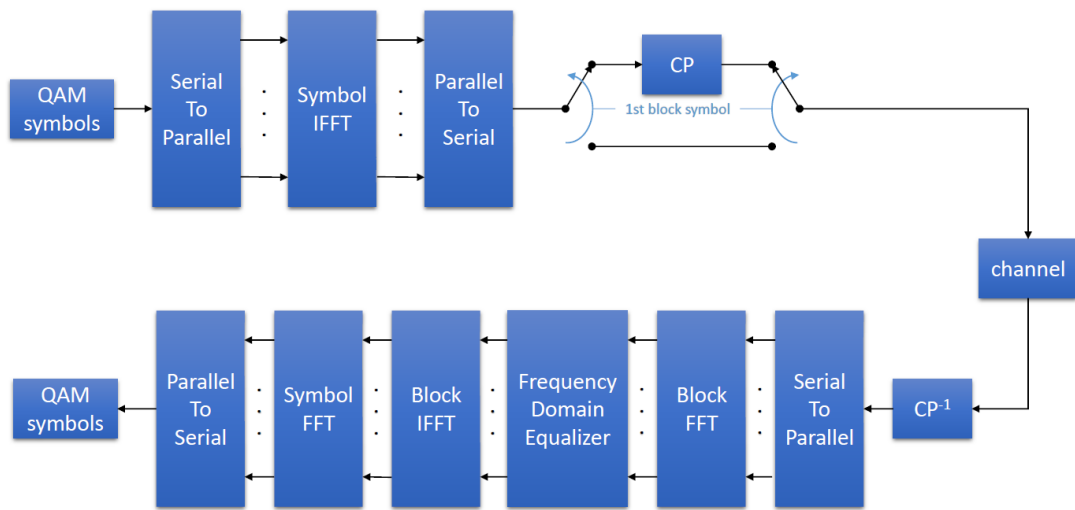 QAM
symbols
Serial
To
Parallel
Symbol
IFFT
Parallel
To
Serial
CP
1st block symbol
channel
QAM
symbols
Parallel
To
Serial
Symbol
FFT
Block
IFFT
Frequency
Domain
Equalizer
Block
FFT
Serial
To
Parallel
CP-1